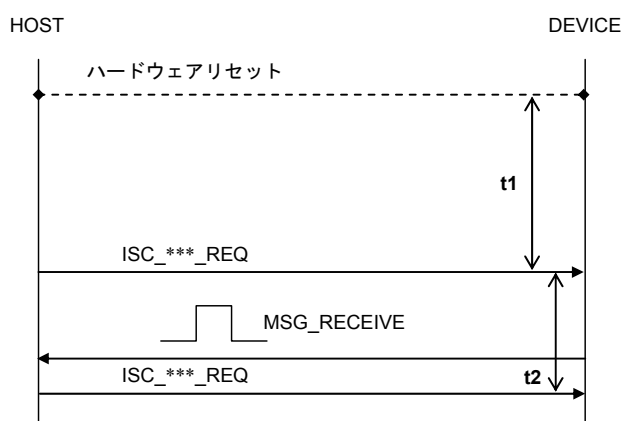 HOST
DEVICE
ハードウェアリセット
t1
ISC_***_REQ
MSG_RECEIVE
ISC_***_REQ
t2